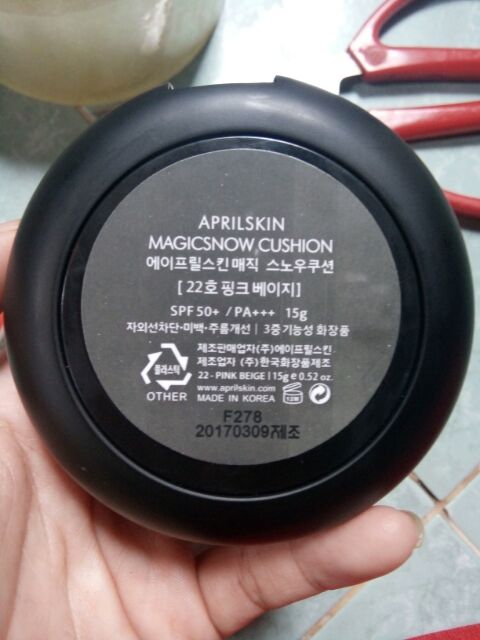 APRILSKIN
MAGICSNOW CUSHION
에이프릴스킨 매직 스노우쿠션
[ 22호 핑크 베이지 ]
SPF 50+ / PA+++ 15g
자외선차단·미백·주름개선 | 3중 기능성 화장품
제조판매업자 (주)에이프릴스킨
제조업자 (주)한국화장품제조
플라스틱
22 - PINK BEIGE | 15g e 0.52 oz.
www.aprilskin.com
OTHER MADE IN KOREA 12M
F278
20170309제조